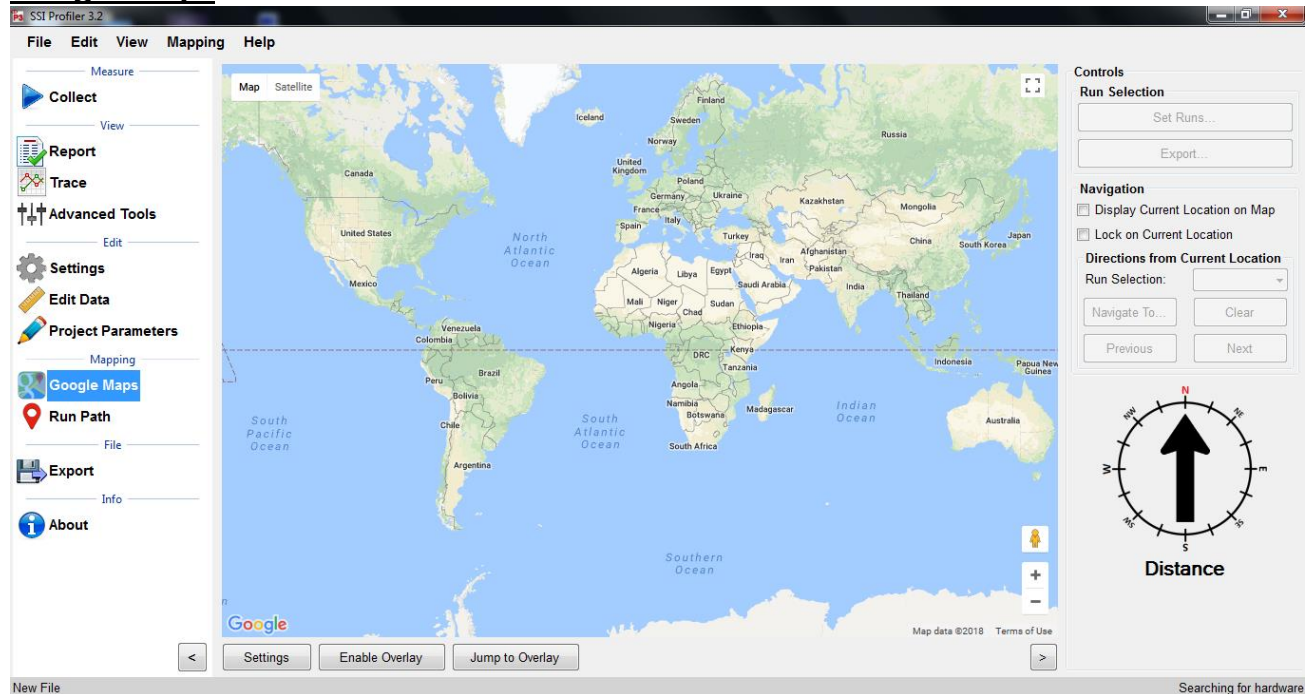 SSI Profiler 3.2
File Edit View Mapping Help
Measure
Collect
View
Report
Trace
Advanced Tools
Edit
Settings
Edit Data
Project Parameters
Mapping
Google Maps
Run Path
File
Export
Info
About
<
Map Satellite
Iceland
Finland
Sweden
Norway
Russia
United
Kingdom
Poland
Germany
Ukraine
France
Spain
Italy
Turkey
Kazakhstan
Mongolia
China
South Korea
Japan
Canada
United States
Mexico
North
Atlantic
Ocean
Algeria
Libya
Egypt
Iraq
Iran
Afghanistan
Pakistan
Saudi Arabia
India
Thailand
Mali
Niger
Chad
Sudan
Nigeria
Ethiopia
Venezuela
Colombia
DRC
Kenya
Tanzania
Indonesia
Papua New
Guinea
Peru
Brazil
Bolivia
Angola
Namibia
Botswana
Madagascar
Indian
Ocean
Australia
South
Pacific
Ocean
Chile
South
Atlantic
Ocean
South Africa
Argentina
Southern
Ocean
+
−
Google
Map data ©2018 Terms of Use
Settings Enable Overlay Jump to Overlay >
Controls
Run Selection
Set Runs...
Export...
Navigation
Display Current Location on Map
Lock on Current Location
Directions from Current Location
Run Selection:
Navigate To... Clear
Previous Next
N
NW NE
W E
SW SE
S
Distance
New File Searching for hardware